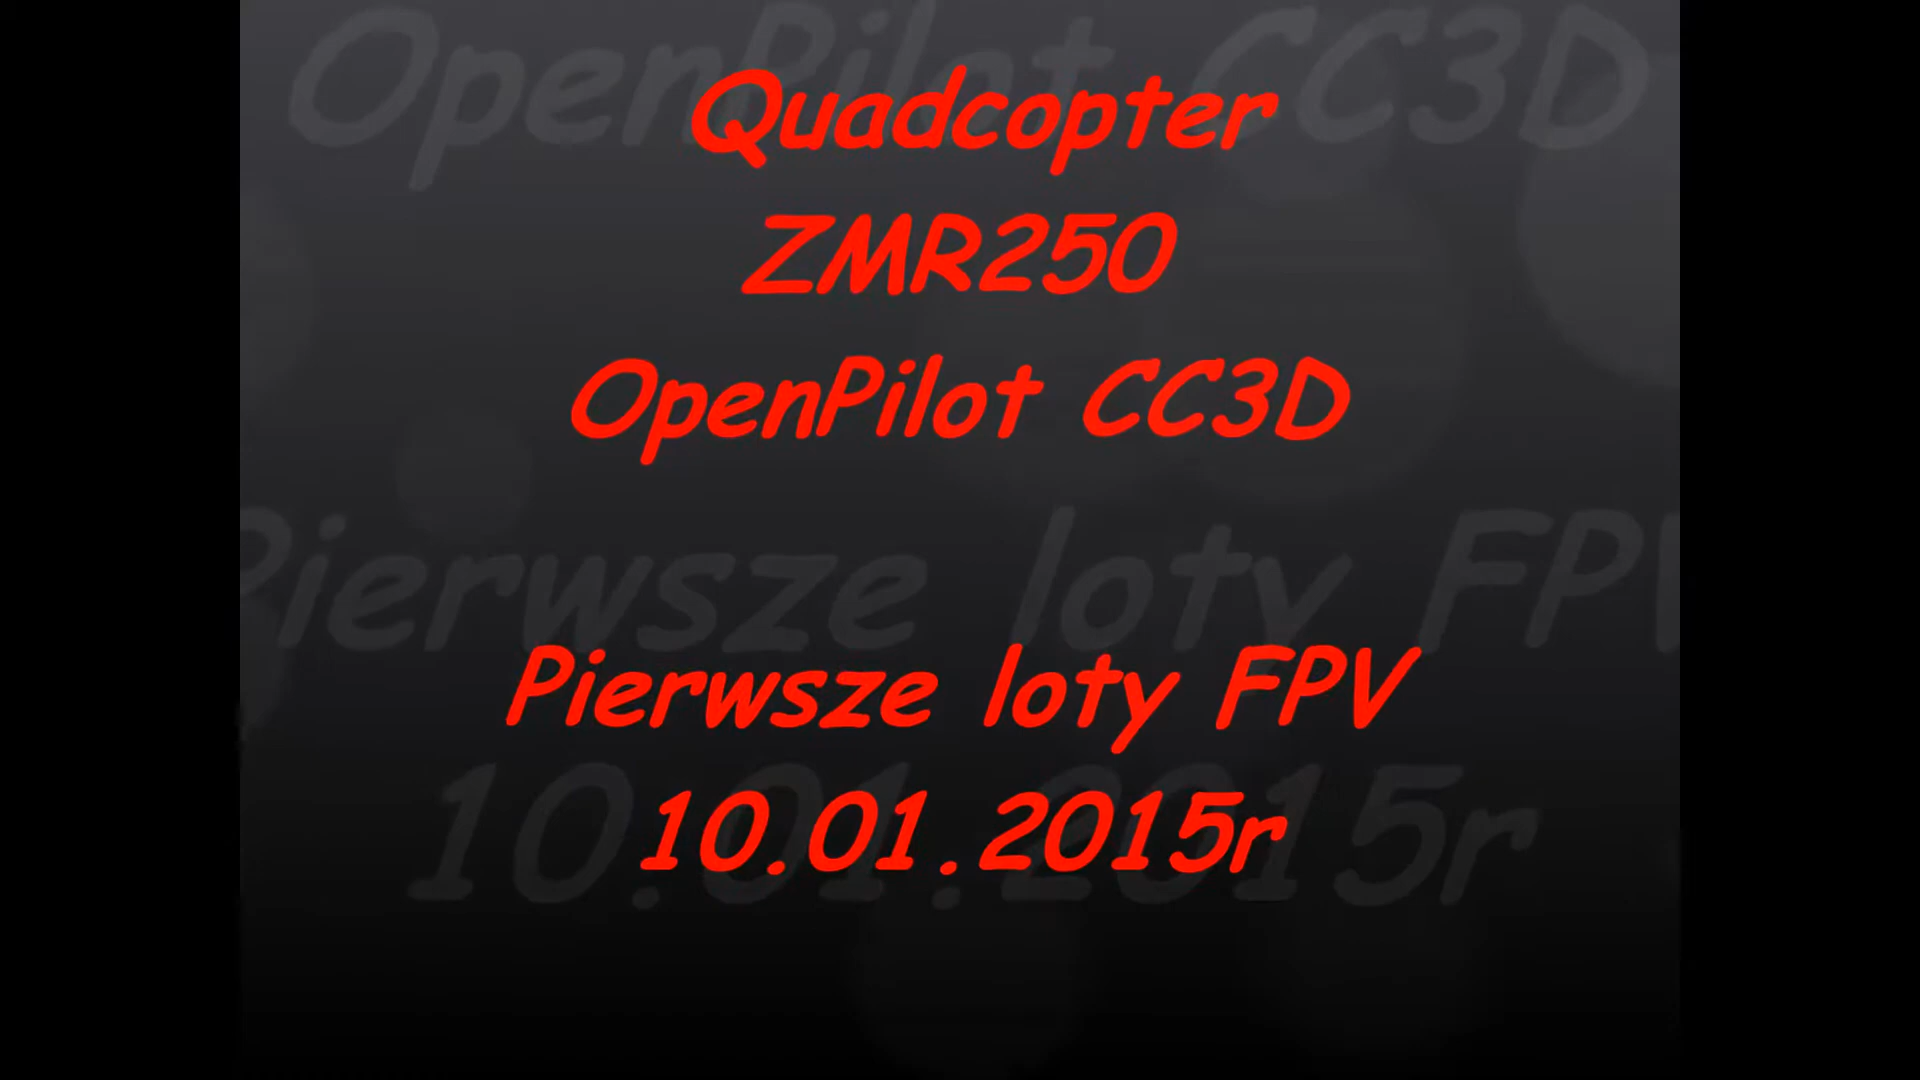 Quadcopter
ZMR250
OpenPilot CC3D
Pierwsze loty FPV
10.01.2015r